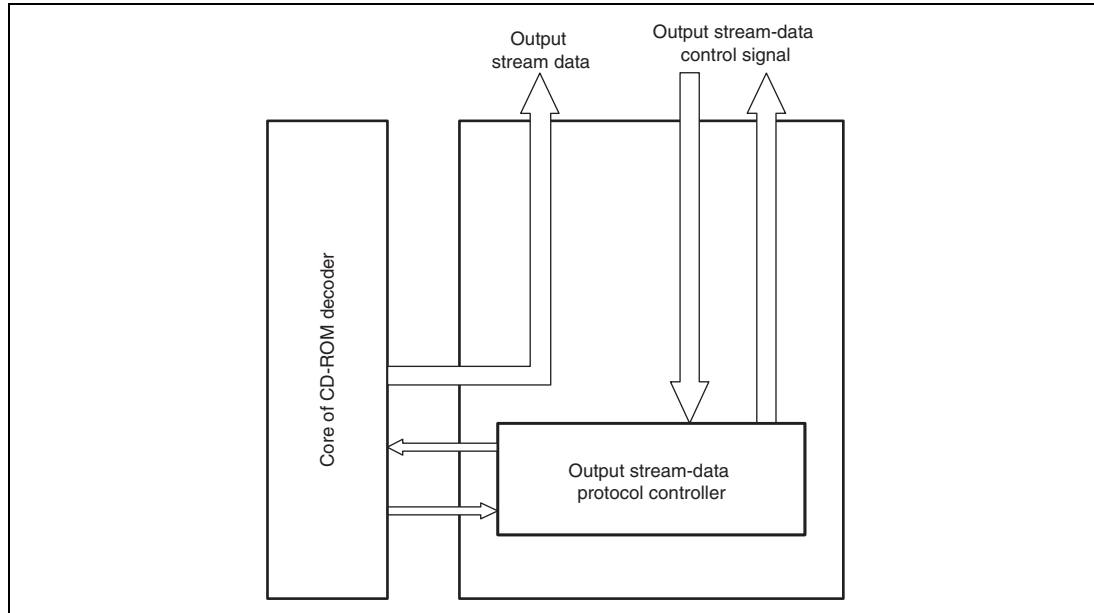 Output
stream data
Output stream-data
control signal
Core of CD-ROM decoder
Output stream-data
protocol controller